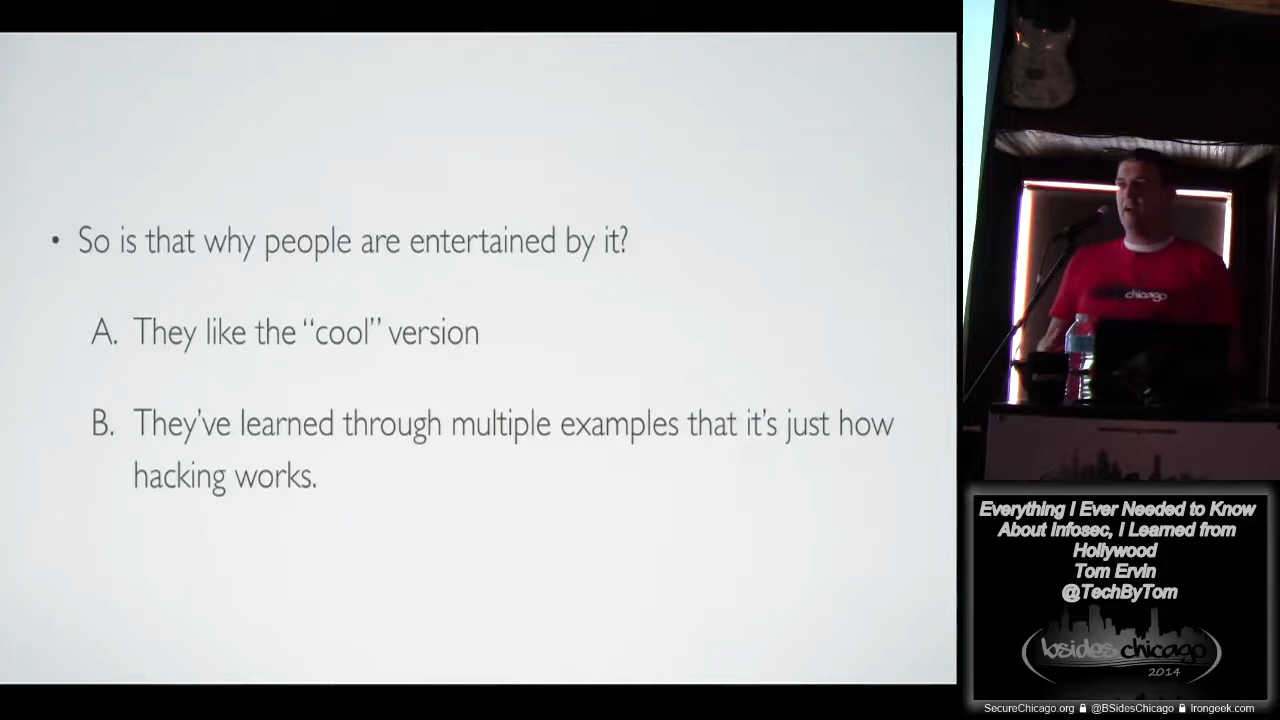 • So is that why people are entertained by it?
A. They like the “cool” version
B. They’ve learned through multiple examples that it’s just how
hacking works.
chicago
Everything I Ever Needed to Know
About Infosec, I Learned from
Hollywood
Tom Ervin
@TechByTom
bsides chicago
2014
SecureChicago.org @BSidesChicago Irongeek.com